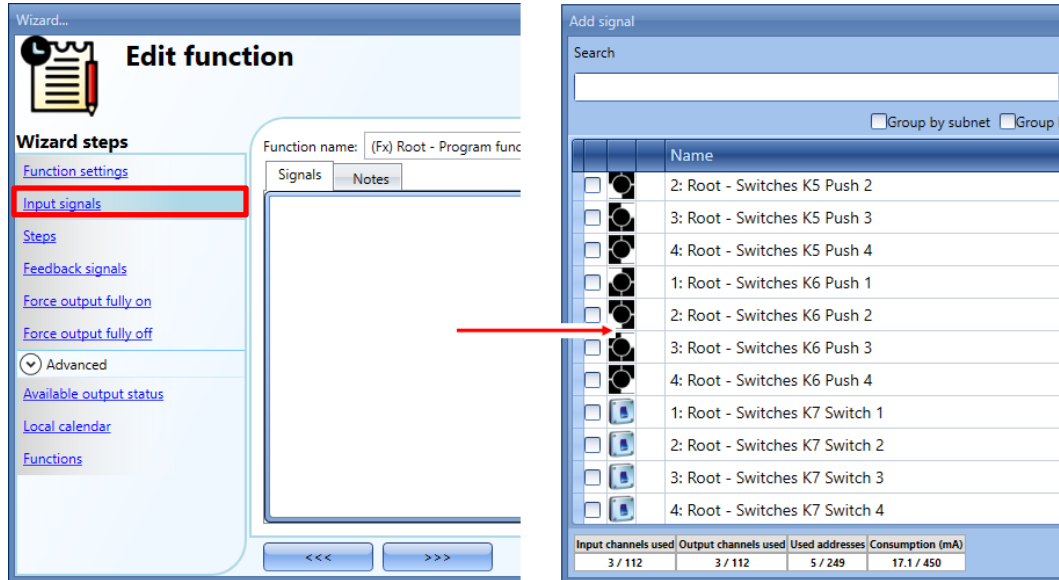 Wizard...
Edit function
Wizard steps
Function settings
Input signals
Steps
Feedback signals
Force output fully on
Force output fully off
Advanced
Available output status
Local calendar
Functions
Function name: (Fx) Root - Program func
Signals Notes
<<< >>>
Add signal
Search
Group by subnet Group
Name
2: Root - Switches K5 Push 2
3: Root - Switches K5 Push 3
4: Root - Switches K5 Push 4
1: Root - Switches K6 Push 1
2: Root - Switches K6 Push 2
3: Root - Switches K6 Push 3
4: Root - Switches K6 Push 4
1: Root - Switches K7 Switch 1
2: Root - Switches K7 Switch 2
3: Root - Switches K7 Switch 3
4: Root - Switches K7 Switch 4
Input channels used Output channels used Used addresses Consumption (mA)
3 / 112 3 / 112 5 / 249 17.1 / 450